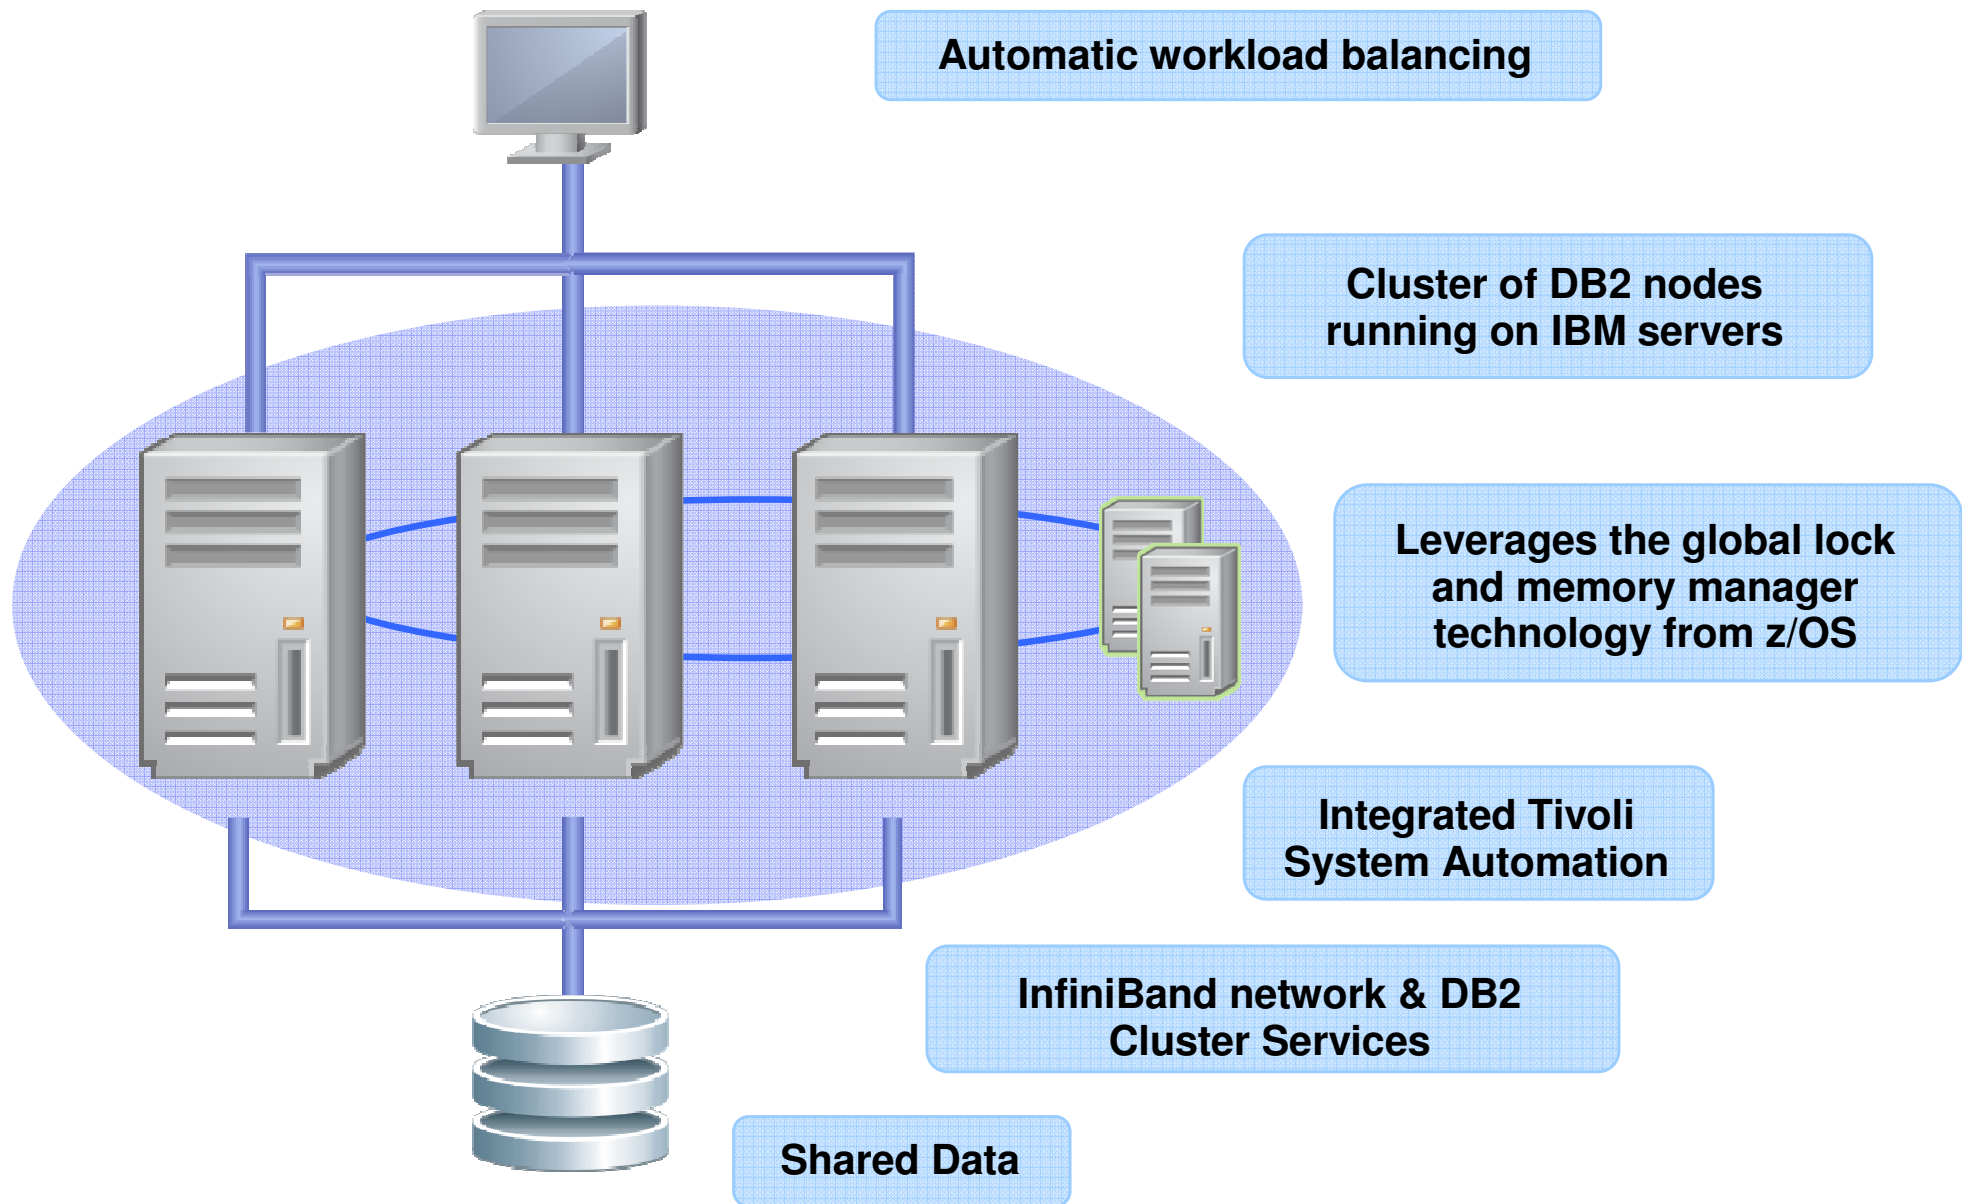 Automatic workload balancing
Cluster of DB2 nodes
running on IBM servers
Leverages the global lock
and memory manager
technology from z/OS
Integrated Tivoli
System Automation
InfiniBand network & DB2
Cluster Services
Shared Data